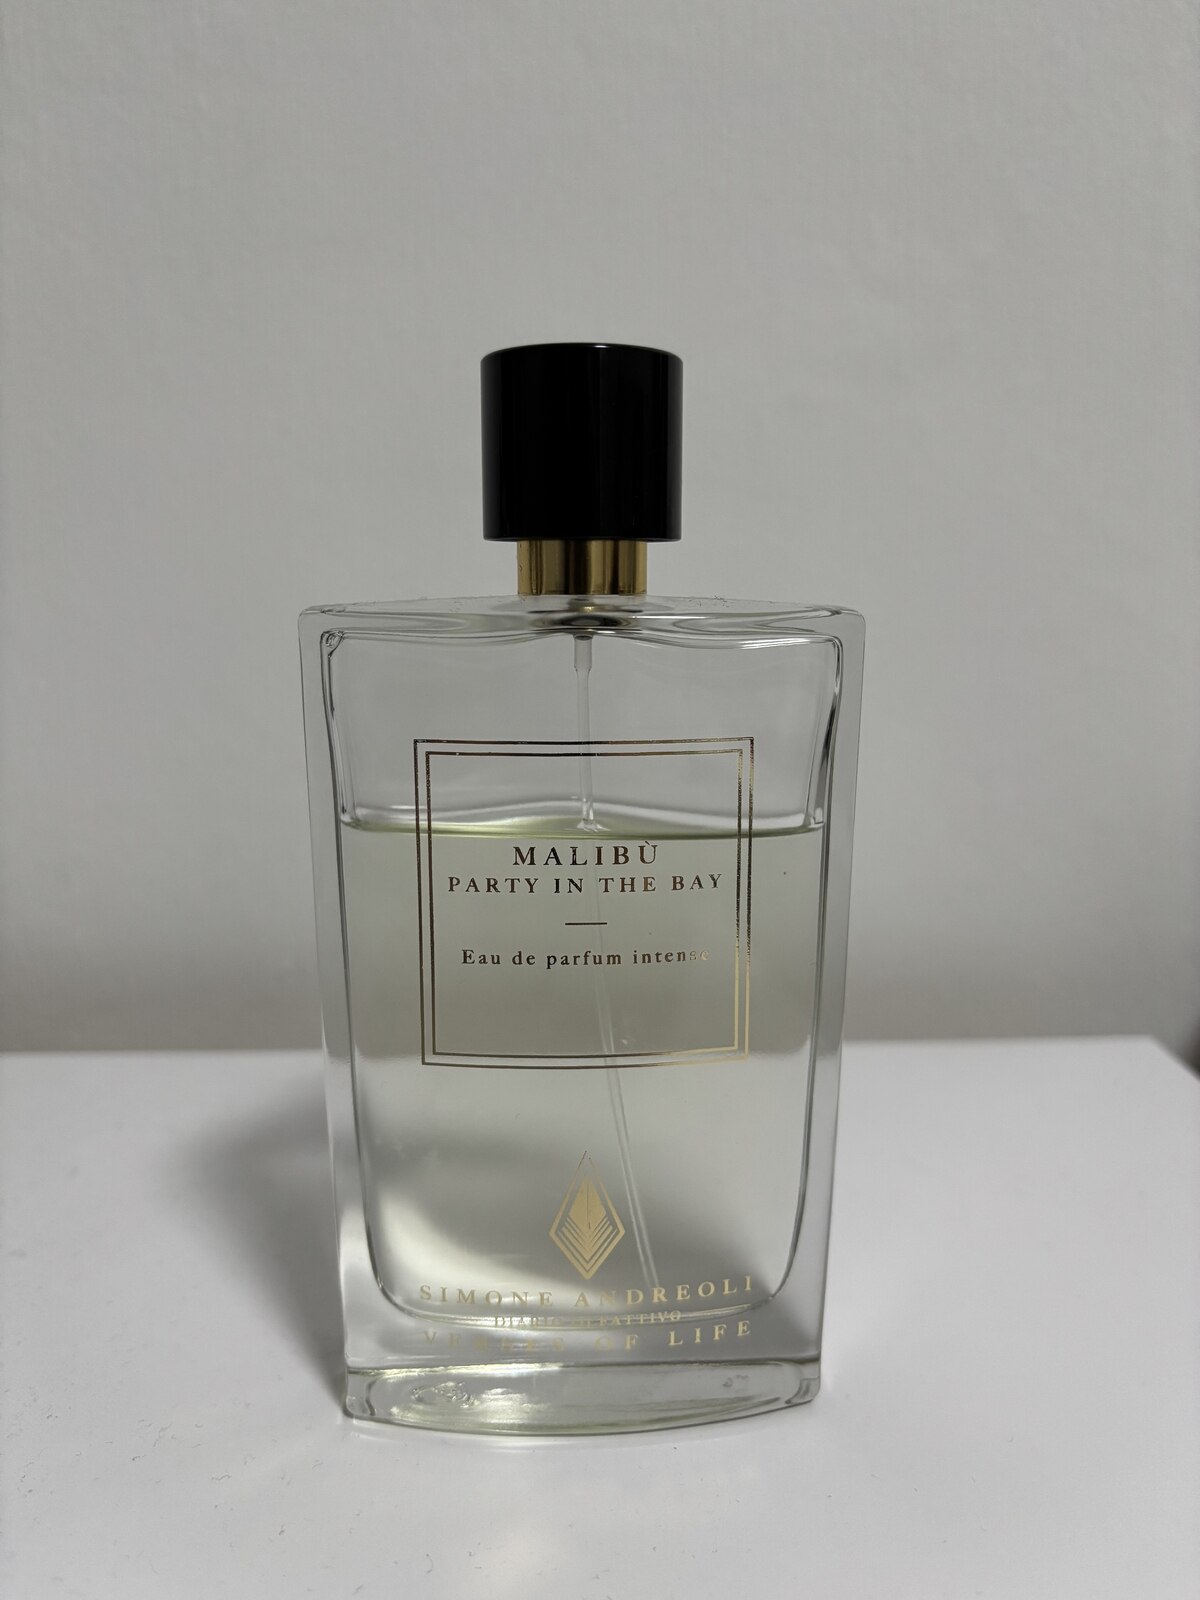 MALIBÙ
PARTY IN THE BAY
Eau de parfum intense
SIMONE ANDREOLI
DIARIO OLFATTIVO
VERSES OF LIFE